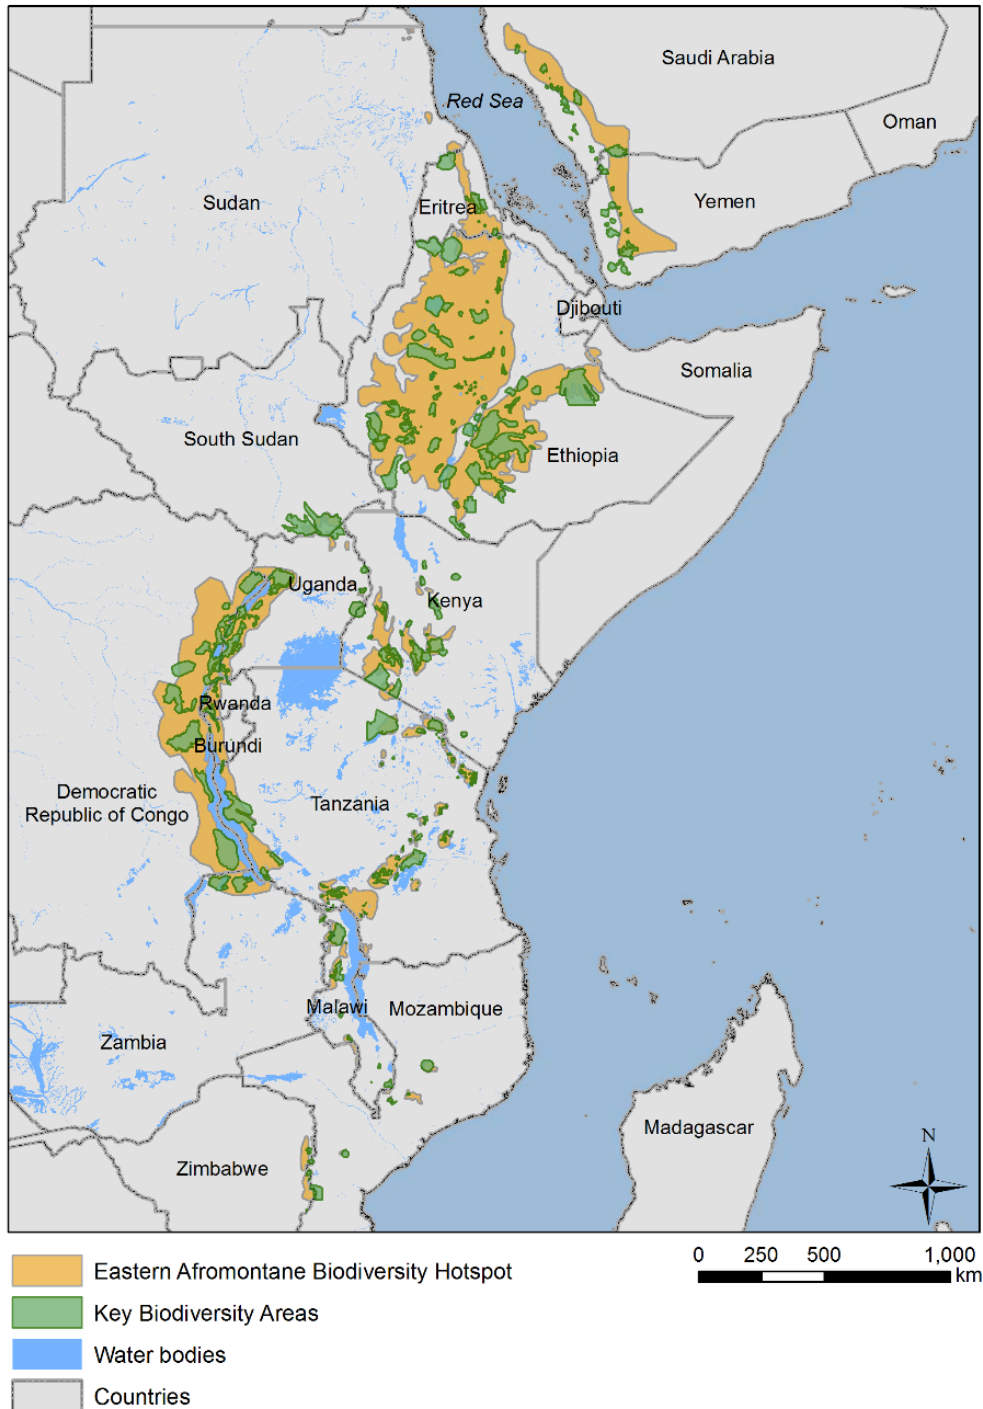 Saudi Arabia
Red Sea
Oman
Sudan
Eritrea
Yemen
Djibouti
Somalia
South Sudan
Ethiopia
Uganda
Kenya
Rwanda
Burundi
Democratic
Republic of Congo
Tanzania
Malawi
Mozambique
Zambia
Madagascar
N
Zimbabwe
0 250 500 1,000
km
Eastern Afromontane Biodiversity Hotspot
Key Biodiversity Areas
Water bodies
Countries